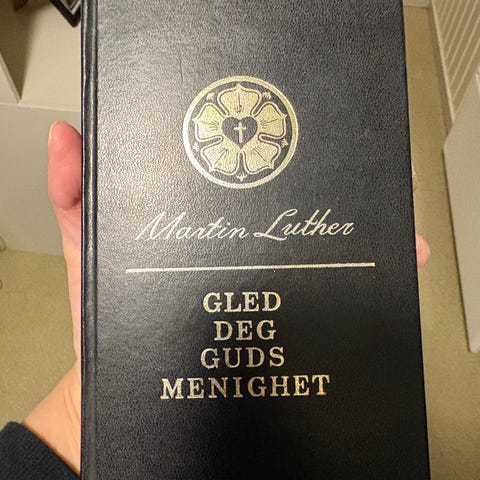 Martin Luther
GLED
DEG
GUDS
MENIGHET